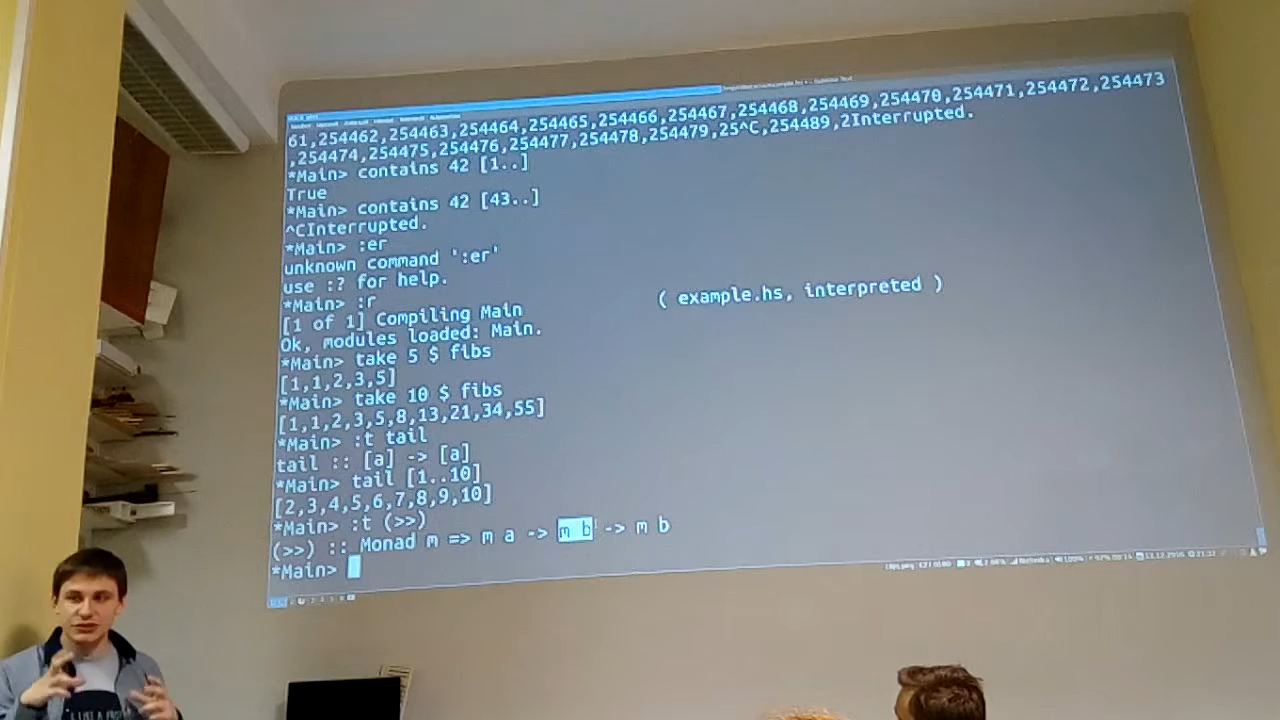 61,254462,254463,254464,254465,254466,254467,254468,254469,254470,254471,254472,254473
,254474,254475,254476,254477,254478,254479,25^C,254489,2Interrupted.
*Main> contains 42 [1..]
True
*Main> contains 42 [43..]
^CInterrupted.
*Main> :er
unknown command ':er'
use :? for help.
*Main> :r
[1 of 1] Compiling Main ( example.hs, interpreted )
Ok, modules loaded: Main.
*Main> take 5 $ fibs
[1,1,2,3,5]
*Main> take 10 $ fibs
[1,1,2,3,5,8,13,21,34,55]
*Main> :t tail
tail :: [a] -> [a]
*Main> tail [1..10]
[2,3,4,5,6,7,8,9,10]
*Main> :t (>>)
(>>) :: Monad m => m a -> m b -> m b
*Main>